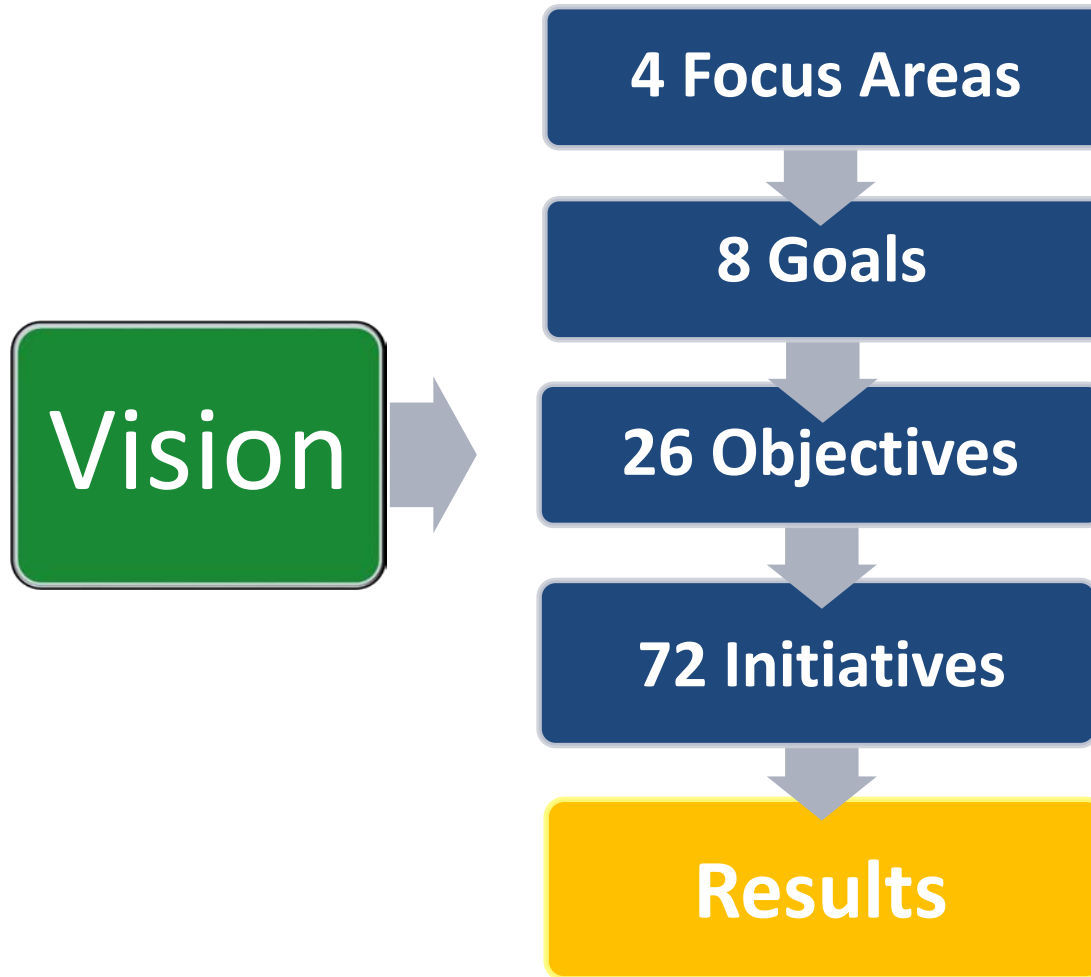 Vision
4 Focus Areas
8 Goals
26 Objectives
72 Initiatives
Results